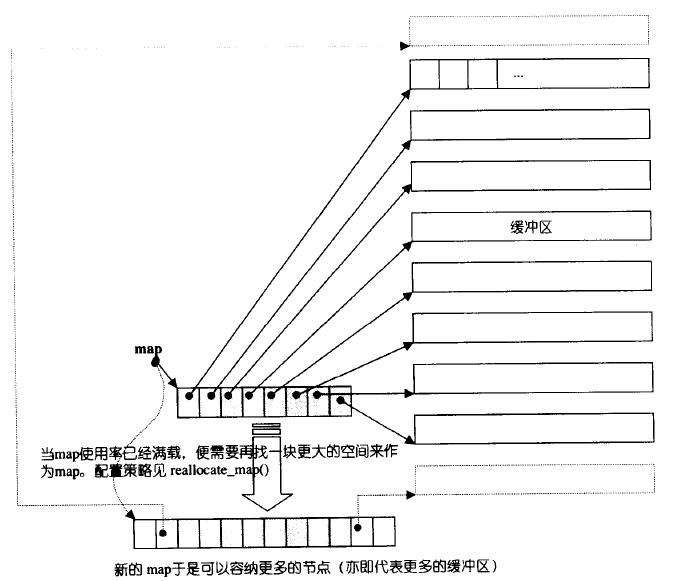 ...
缓冲区
map
当map使用率已经满载，便需要再找一块更大的空间来作
为map。配置策略见 reallocate_map()
新的 map于是可以容纳更多的节点（亦即代表更多的缓冲区）